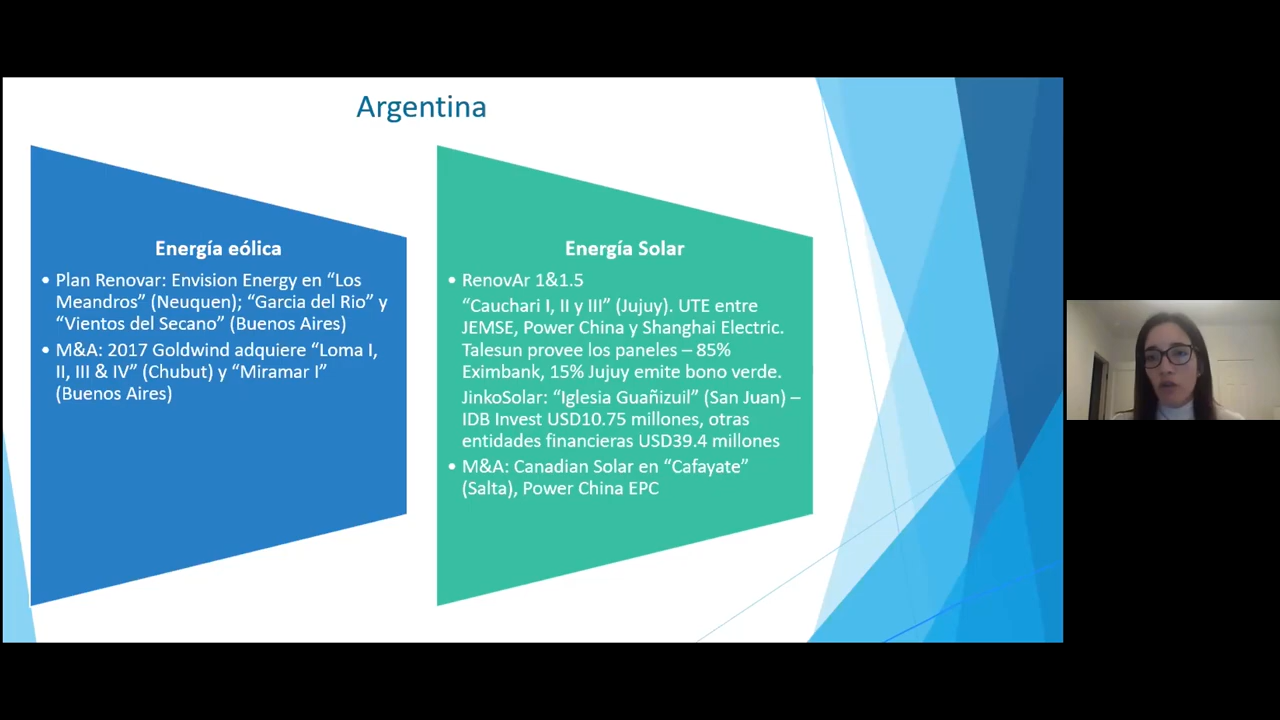 Argentina
Energía eólica
• Plan Renovar: Envision Energy en “Los
Meandros” (Neuquen); “Garcia del Rio” y
“Vientos del Secano” (Buenos Aires)
• M&A: 2017 Goldwind adquiere “Loma I,
II, III & IV” (Chubut) y “Miramar I”
(Buenos Aires)
Energía Solar
• RenovAr 1&1.5
“Cauchari I, II y III” (Jujuy). UTE entre
JEMSE, Power China y Shanghai Electric.
Talesun provee los paneles – 85%
Eximbank, 15% Jujuy emite bono verde.
JinkoSolar: “Iglesia Guañizuil” (San Juan) –
IDB Invest USD10.75 millones, otras
entidades financieras USD39.4 millones
• M&A: Canadian Solar en “Cafayate”
(Salta), Power China EPC